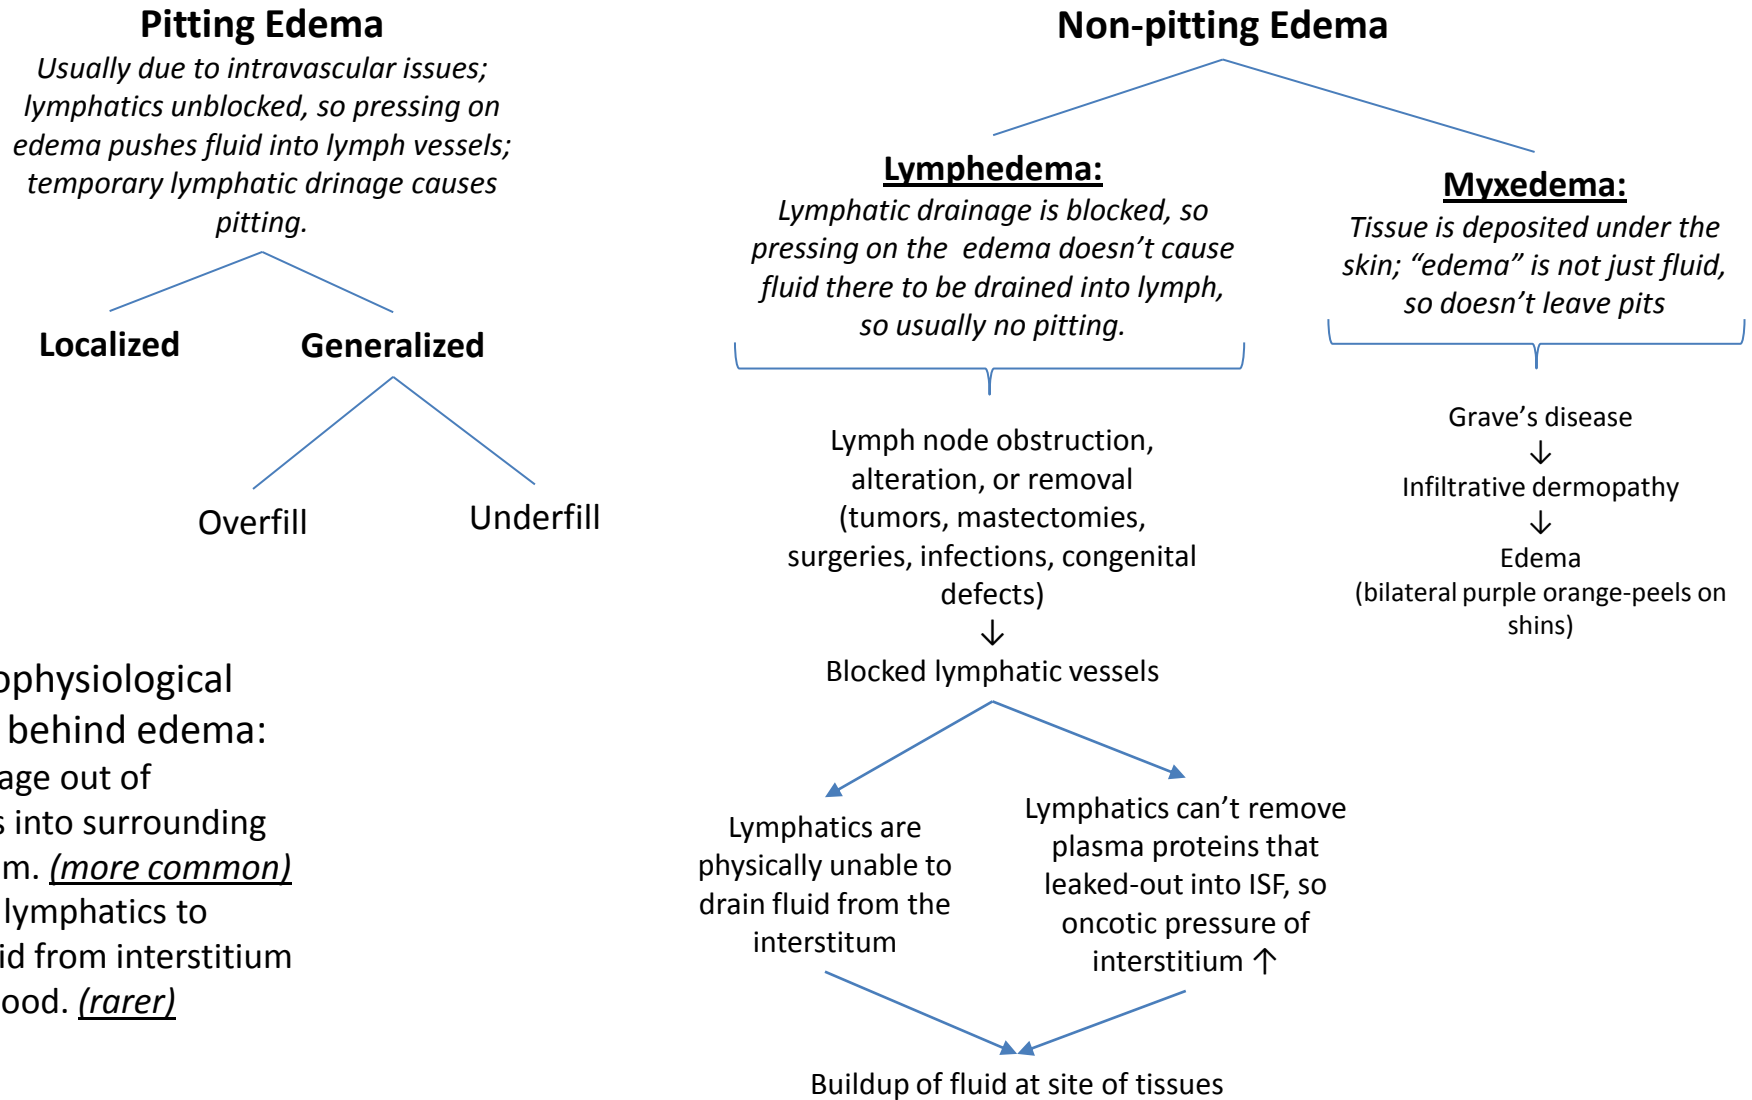 Pitting Edema
Usually due to intravascular issues;
lymphatics unblocked, so pressing on
edema pushes fluid into lymph vessels;
temporary lymphatic drinage causes
pitting.
Localized
Generalized
Overfill
Underfill
ophysiological
behind edema:
age out of
s into surrounding
m. (more common)
lymphatics to
id from interstitium
ood. (rarer)
Non-pitting Edema
Lymphedema:
Lymphatic drainage is blocked, so
pressing on the edema doesn’t cause
fluid there to be drained into lymph,
so usually no pitting.
Lymph node obstruction,
alteration, or removal
(tumors, mastectomies,
surgeries, infections, congenital
defects)
↓
Blocked lymphatic vessels
Lymphatics are
physically unable to
drain fluid from the
interstitum
Lymphatics can’t remove
plasma proteins that
leaked-out into ISF, so
oncotic pressure of
interstitium ↑
Buildup of fluid at site of tissues
Myxedema:
Tissue is deposited under the
skin; “edema” is not just fluid,
so doesn’t leave pits
Grave’s disease
↓
Infiltrative dermopathy
↓
Edema
(bilateral purple orange-peels on
shins)